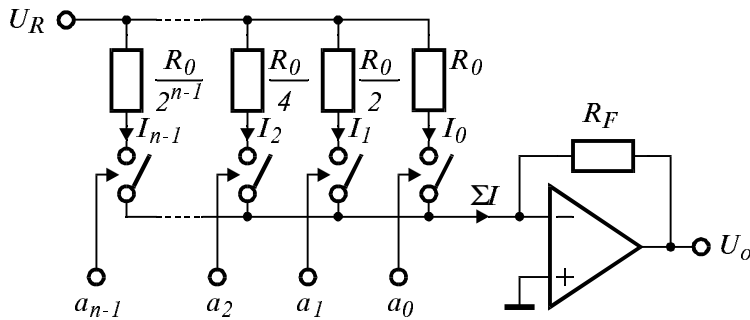 U_R
R_0 / 2^{n-1}
R_0 / 4
R_0 / 2
R_0
I_{n-1}
I_2
I_1
I_0
R_F
ΣI
−
+
U_o
a_{n-1}
a_2
a_1
a_0